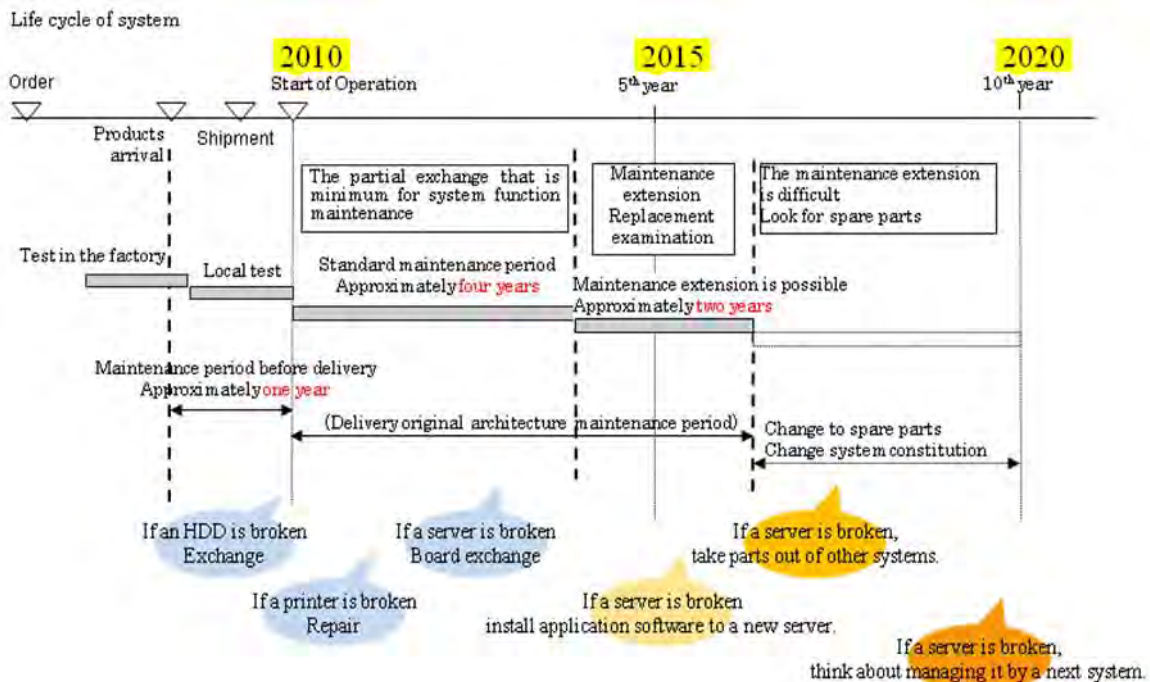 Life cycle of system
2010
2015
2020
Order
Start of Operation
5th year
10th year
Products
arrival
Shipment
The partial exchange that is
minimum for system function
maintenance
Maintenance
extension
Replacement
examination
The maintenance extension
is difficult
Look for spare parts
Test in the factory
Local test
Standard maintenance period
Approximately four years
Maintenance extension is possible
Approximately two years
Maintenance period before delivery
Approximately one year
(Delivery original architecture maintenance period)
Change to spare parts
Change system constitution
If an HDD is broken
Exchange
If a server is broken
Board exchange
If a server is broken,
take parts out of other systems.
If a printer is broken
Repair
If a server is broken
install application software to a new server.
If a server is broken,
think about managing it by a next system.